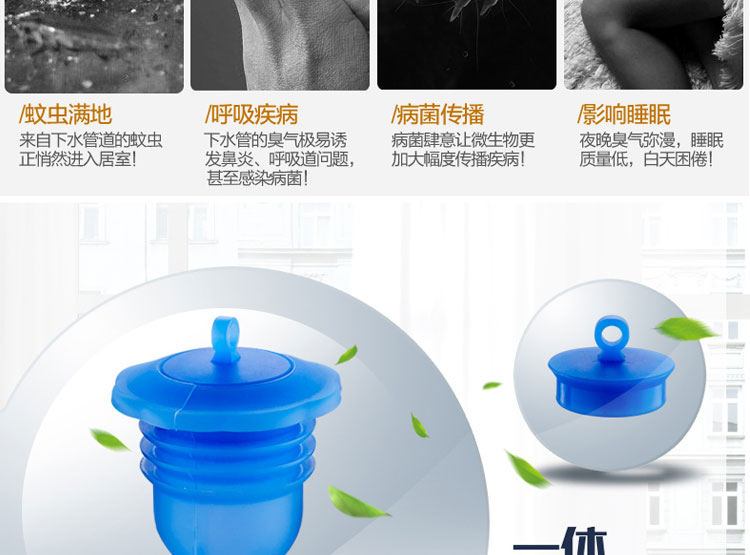 /蚊虫满地
来自下水管道的蚊虫
正悄然进入居室！
/呼吸疾病
下水管的臭气极易诱
发鼻炎、呼吸道问题，
甚至感染病菌！
/病菌传播
病菌肆意让微生物更
加大幅度传播疾病！
/影响睡眠
夜晚臭气弥漫，睡眠
质量低，白天困倦！
一体